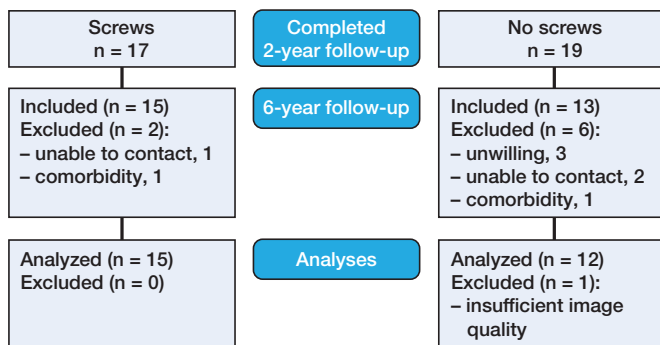 Screws
n = 17
Completed
2-year follow-up
No screws
n = 19
Included (n = 15)
Excluded (n = 2):
– unable to contact, 1
– comorbidity, 1
6-year follow-up
Included (n = 13)
Excluded (n = 6):
– unwilling, 3
– unable to contact, 2
– comorbidity, 1
Analyzed (n = 15)
Excluded (n = 0)
Analyses
Analyzed (n = 12)
Excluded (n = 1):
– insufficient image
quality